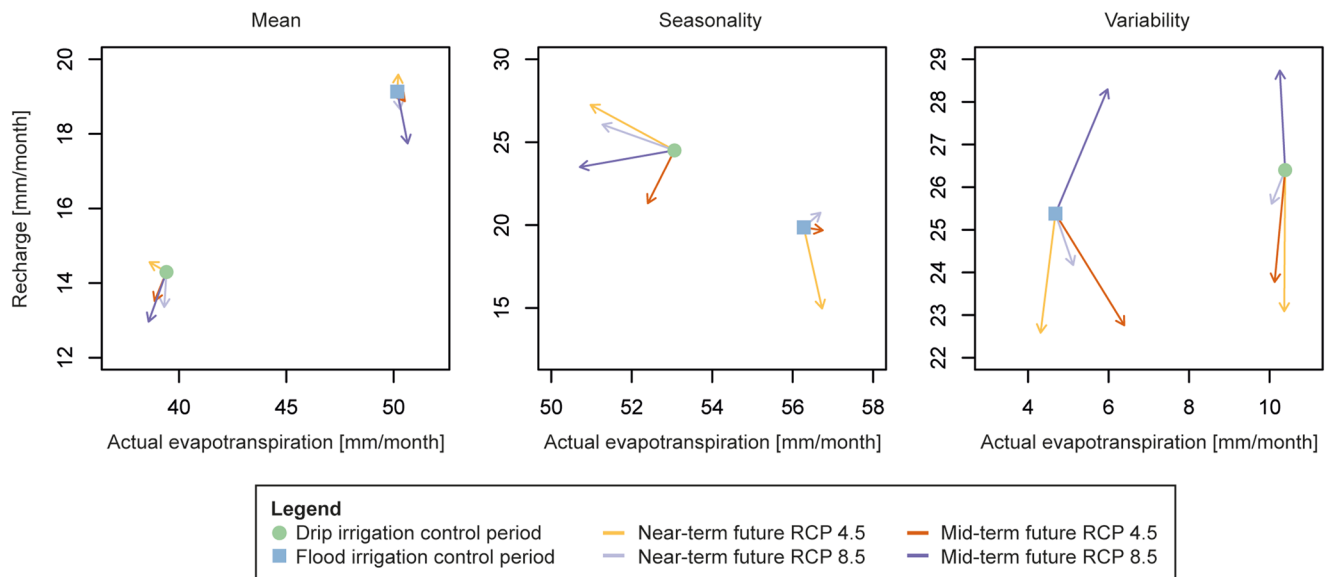 Mean
Seasonality
Variability
Recharge [mm/month]
20
18
16
14
12
40
45
50
Actual evapotranspiration [mm/month]
30
25
20
15
50
52
54
56
58
Actual evapotranspiration [mm/month]
29
28
27
26
25
24
23
22
4
6
8
10
Actual evapotranspiration [mm/month]
Legend
Drip irrigation control period
Near-term future RCP 4.5
Mid-term future RCP 4.5
Flood irrigation control period
Near-term future RCP 8.5
Mid-term future RCP 8.5